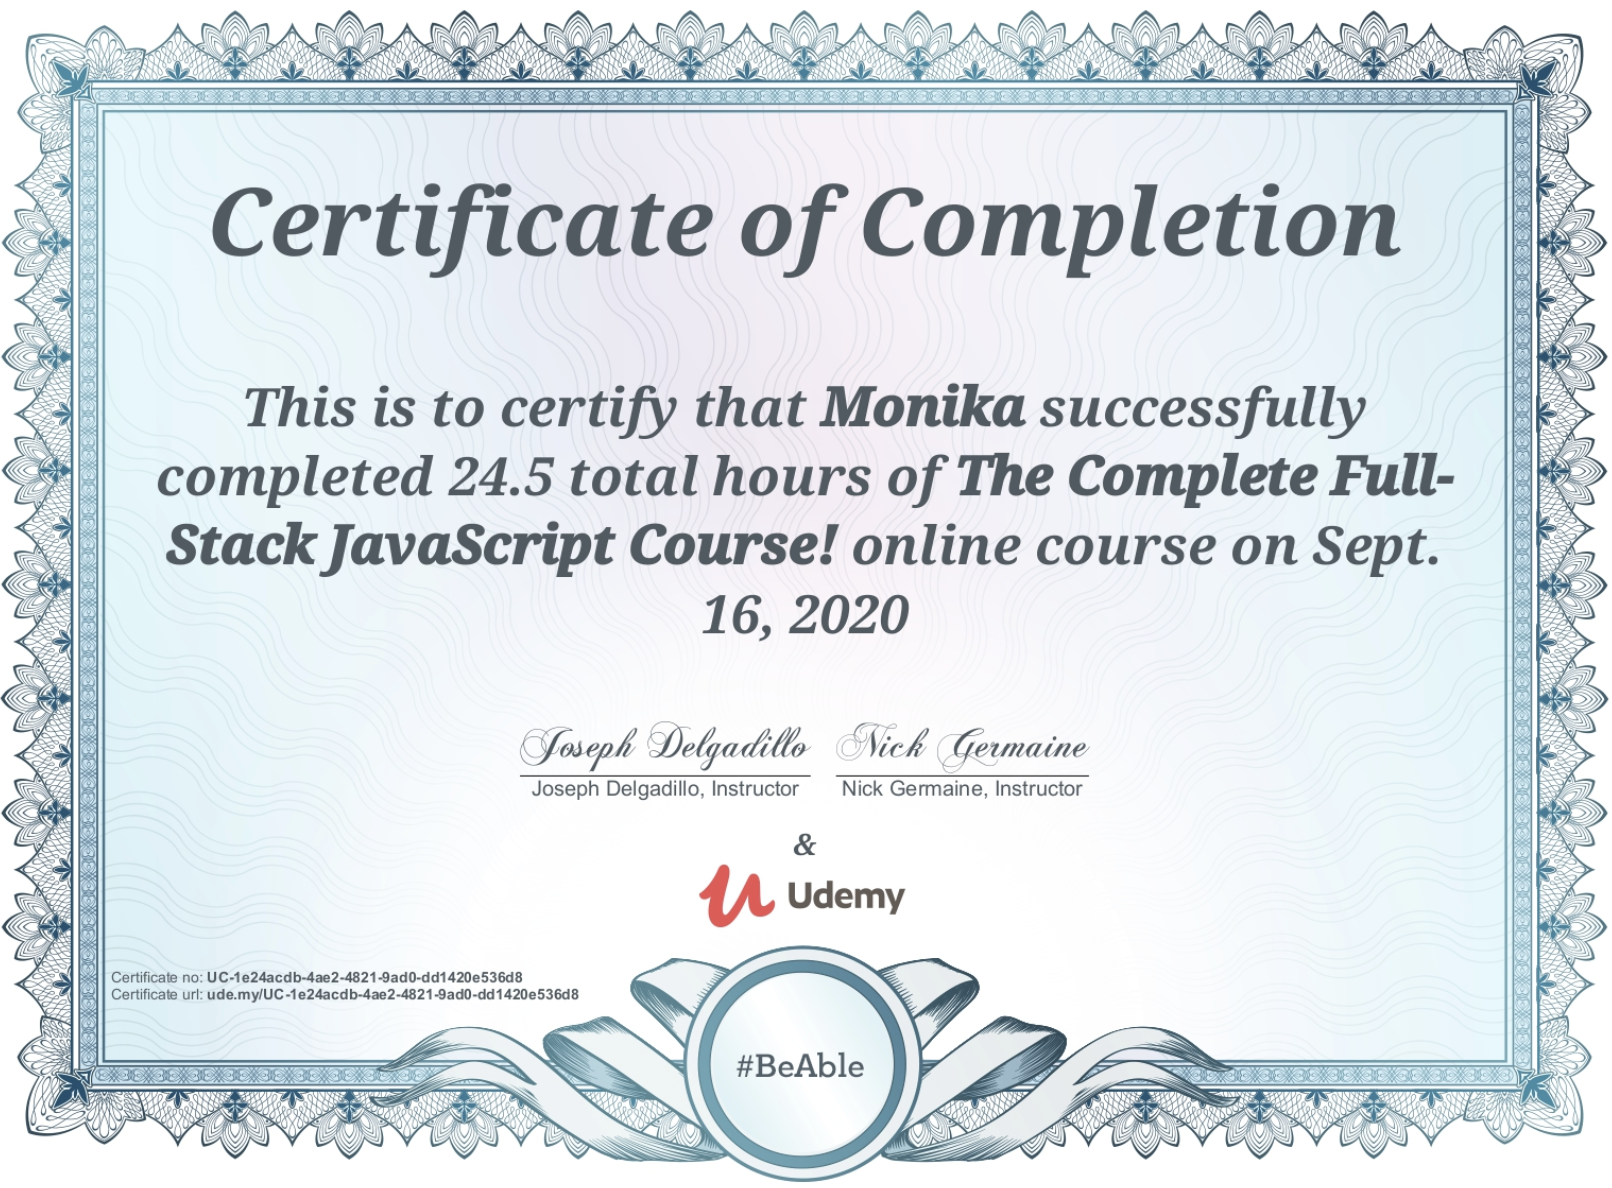 Certificate of Completion
This is to certify that Monika successfully
completed 24.5 total hours of The Complete Full-
Stack JavaScript Course! online course on Sept.
16, 2020
Joseph Delgadillo Nick Germaine
Joseph Delgadillo, Instructor Nick Germaine, Instructor
&
Udemy
Certificate no: UC-1e24acdb-4ae2-4821-9ad0-dd1420e536d8
Certificate url: ude.my/UC-1e24acdb-4ae2-4821-9ad0-dd1420e536d8
#BeAble